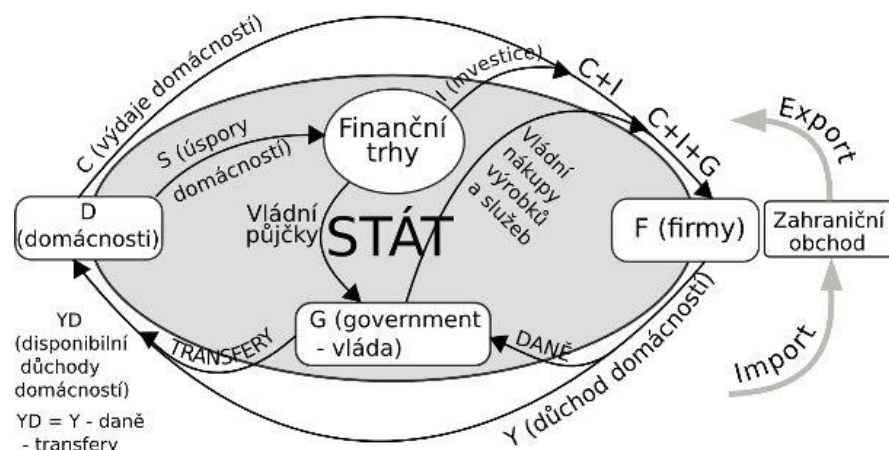 C (výdaje domácností)
S (úspory
domácností)
Finanční
trhy
I (investice)
C+I
C+I+G
Export
Vládní
nákupy
výrobků
a služeb
D
(domácnosti)
Vládní
půjčky
STÁT
F (firmy)
Zahraniční
obchod
YD
(disponibilní
důchody
domácností)
YD = Y - daně
- transfery
TRANSFERY
G (government
- vláda)
DANĚ
Y (důchod domácností)
Import